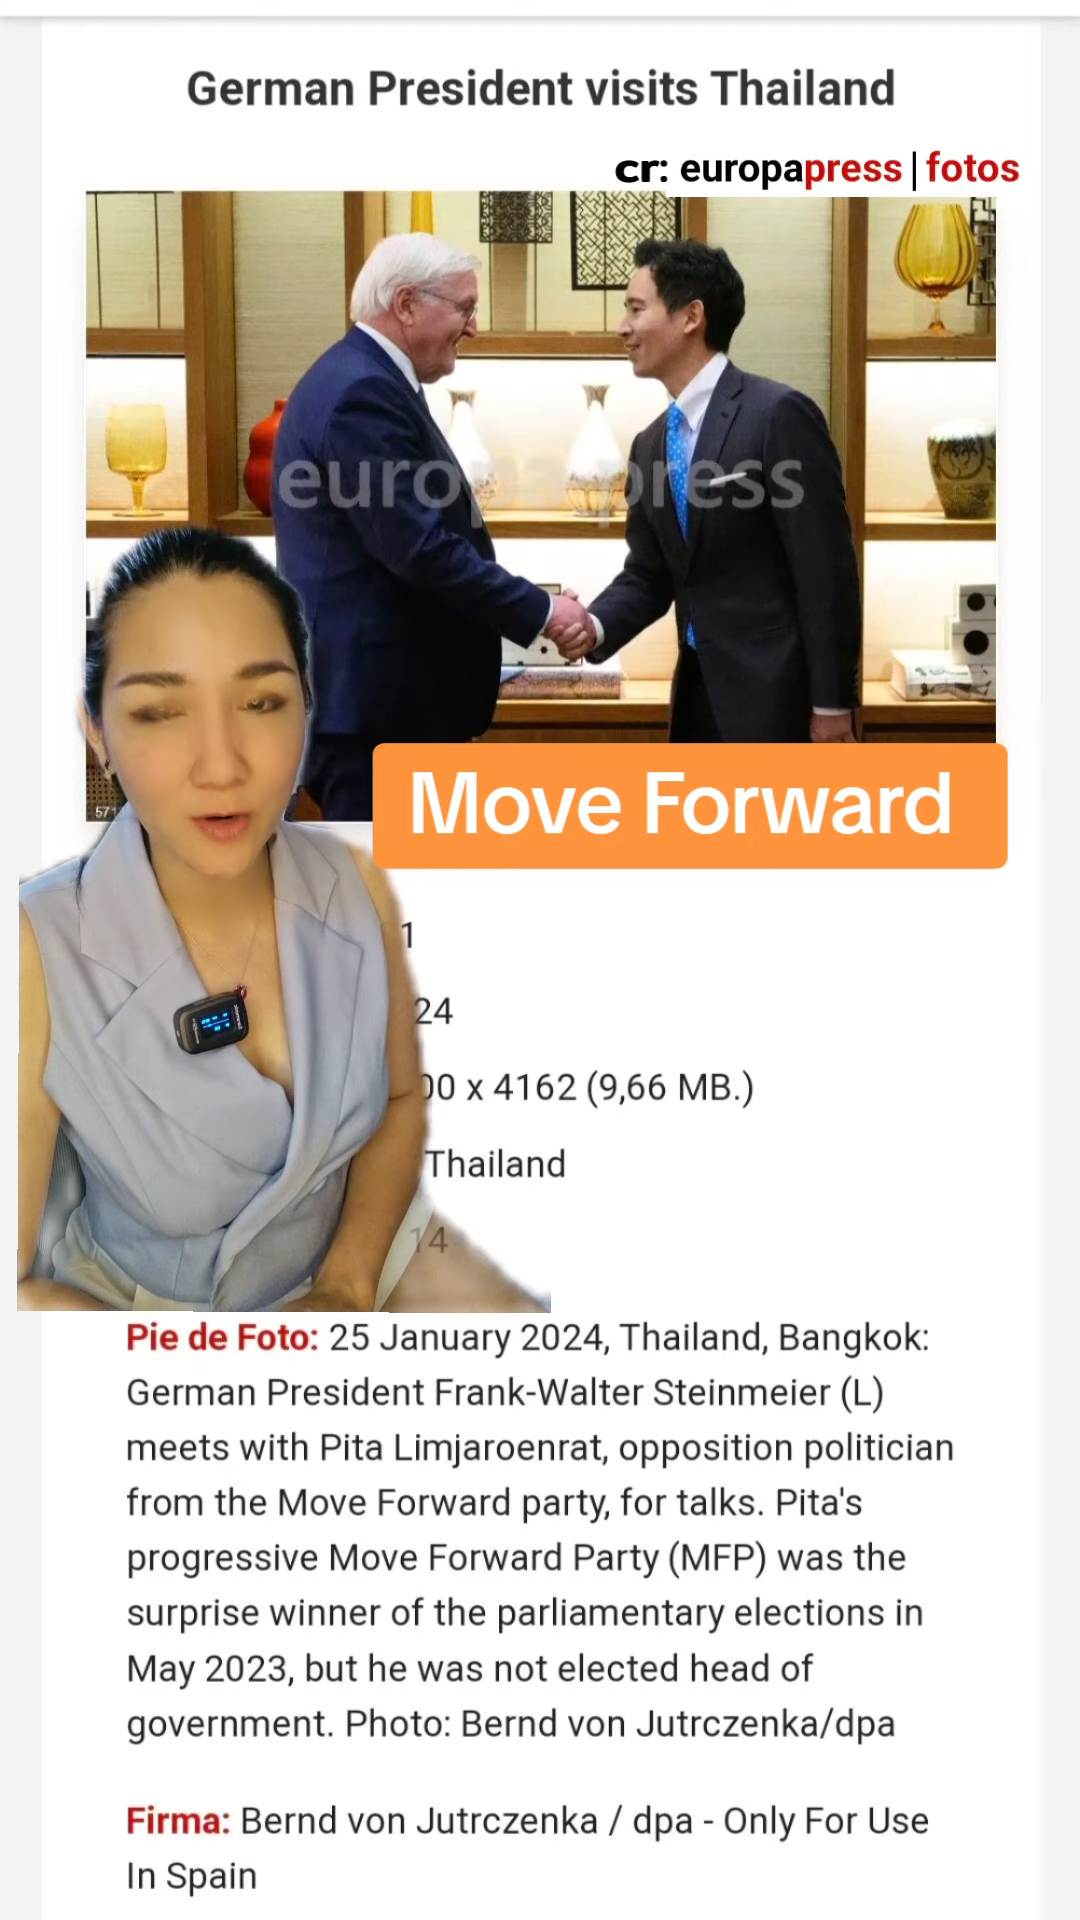 German President visits Thailand
cr: europapress | fotos
europa press
571
Move Forward
1
24
00 x 4162 (9,66 MB.)
Thailand
14
Pie de Foto: 25 January 2024, Thailand, Bangkok:
German President Frank-Walter Steinmeier (L)
meets with Pita Limjaroenrat, opposition politician
from the Move Forward party, for talks. Pita's
progressive Move Forward Party (MFP) was the
surprise winner of the parliamentary elections in
May 2023, but he was not elected head of
government. Photo: Bernd von Jutrczenka/dpa
Firma: Bernd von Jutrczenka / dpa - Only For Use
In Spain